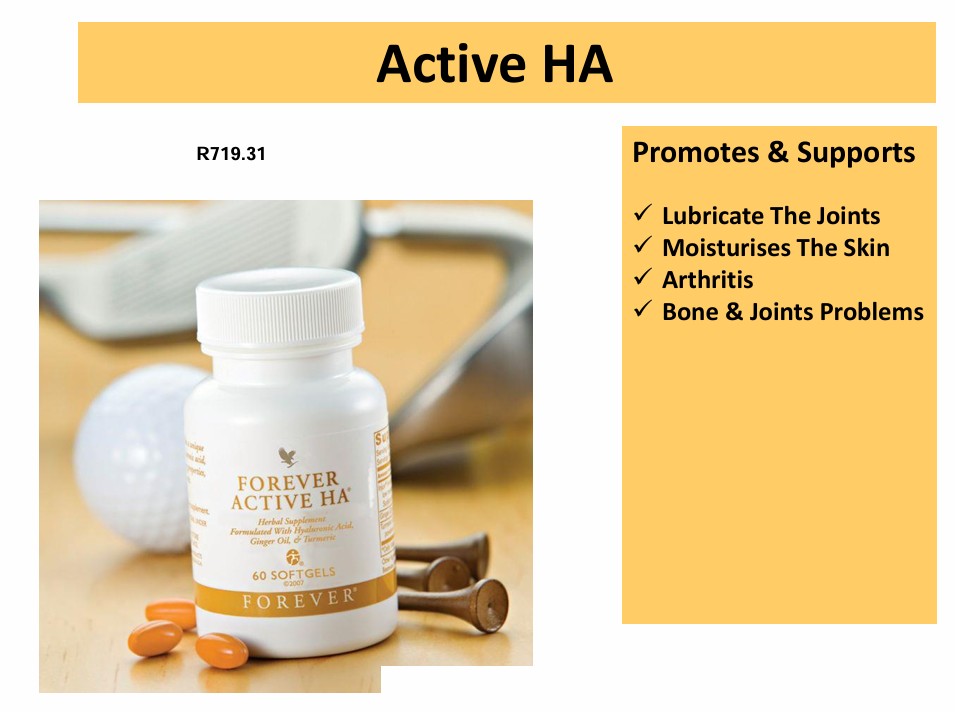 Active HA
R719.31
Promotes & Supports
✓ Lubricate The Joints
✓ Moisturises The Skin
✓ Arthritis
✓ Bone & Joints Problems
FOREVER
ACTIVE HA®
Herbal Supplement
Formulated With Hyaluronic Acid,
Ginger Oil, & Turmeric
60 SOFTGELS
©2007
FOREVER®